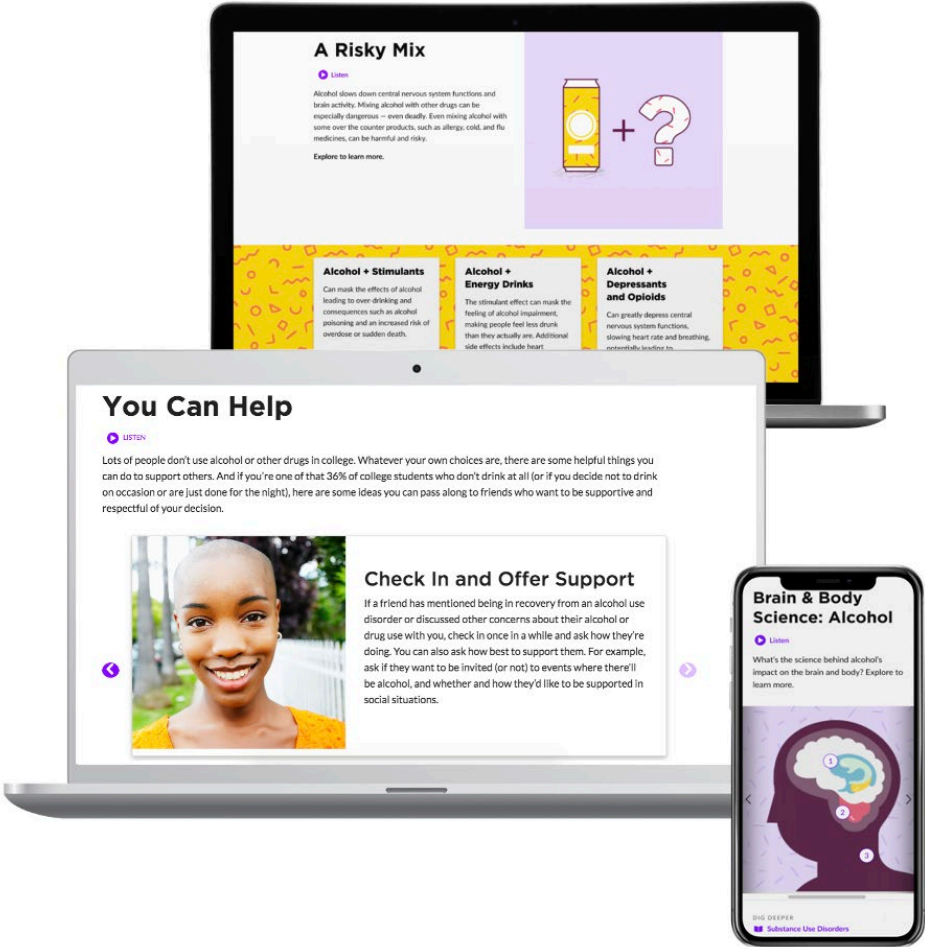 A Risky Mix
Listen
Alcohol slows down central nervous system functions and
brain activity. Mixing alcohol with other drugs can be
especially dangerous — even deadly. Even mixing alcohol with
some over the counter products, such as allergy, cold, and flu
medicines, can be harmful and risky.
Explore to learn more.
+ ?
Alcohol + Stimulants
Can mask the effects of alcohol
leading to over-drinking and
consequences such as alcohol
poisoning and an increased risk of
overdose or sudden death.
Alcohol +
Energy Drinks
The stimulant effect can mask the
feeling of alcohol impairment,
making people feel less drunk
than they actually are. Additional
side effects include heart
Alcohol +
Depressants
and Opioids
Can greatly depress central
nervous system functions,
slowing heart rate and breathing,
potentially leading to
You Can Help
LISTEN
Lots of people don't use alcohol or other drugs in college. Whatever your own choices are, there are some helpful things you
can do to support others. And if you're one of that 36% of college students who don't drink at all (or if you decide not to drink
on occasion or are just done for the night), here are some ideas you can pass along to friends who want to be supportive and
respectful of your decision.
Check In and Offer Support
If a friend has mentioned being in recovery from an alcohol use
disorder or discussed other concerns about their alcohol or
drug use with you, check in once in a while and ask how they're
doing. You can also ask how best to support them. For example,
ask if they want to be invited (or not) to events where there'll
be alcohol, and whether and how they'd like to be supported in
social situations.
Brain & Body
Science: Alcohol
Listen
What's the science behind alcohol's
impact on the brain and body? Explore to
learn more.
1
2
3
DIG DEEPER
Substance Use Disorders